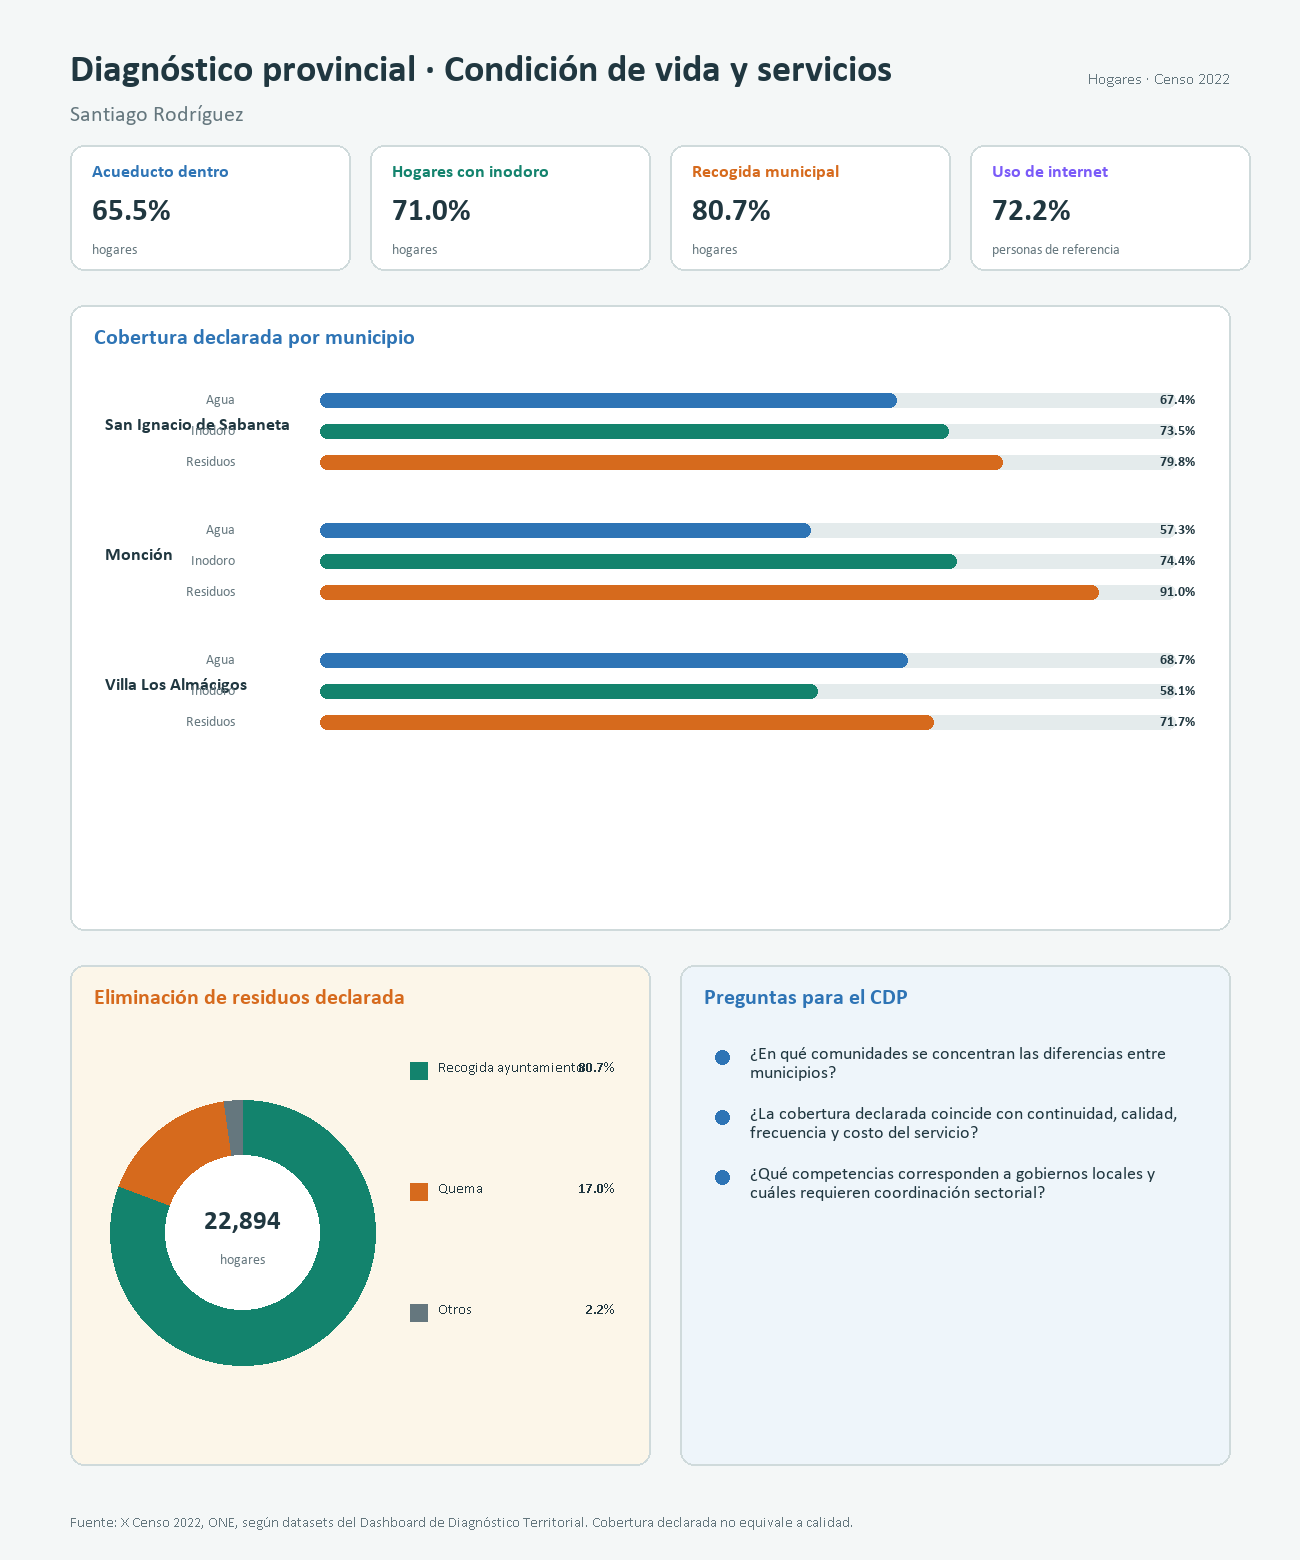 Diagnóstico provincial · Condición de vida y servicios
Hogares · Censo 2022
Santiago Rodríguez
Acueducto dentro
65.5%
hogares
Hogares con inodoro
71.0%
hogares
Recogida municipal
80.7%
hogares
Uso de internet
72.2%
personas de referencia
Cobertura declarada por municipio
San Ignacio de Sabaneta
Agua 67.4%
Inodoro 73.5%
Residuos 79.8%
Monción
Agua 57.3%
Inodoro 74.4%
Residuos 91.0%
Villa Los Almácigos
Agua 68.7%
Inodoro 58.1%
Residuos 71.7%
Eliminación de residuos declarada
22,894
hogares
Recogida ayuntamiento 80.7%
Quema 17.0%
Otros 2.2%
Preguntas para el CDP
¿En qué comunidades se concentran las diferencias entre
municipios?
¿La cobertura declarada coincide con continuidad, calidad,
frecuencia y costo del servicio?
¿Qué competencias corresponden a gobiernos locales y
cuáles requieren coordinación sectorial?
Fuente: X Censo 2022, ONE, según datasets del Dashboard de Diagnóstico Territorial. Cobertura declarada no equivale a calidad.